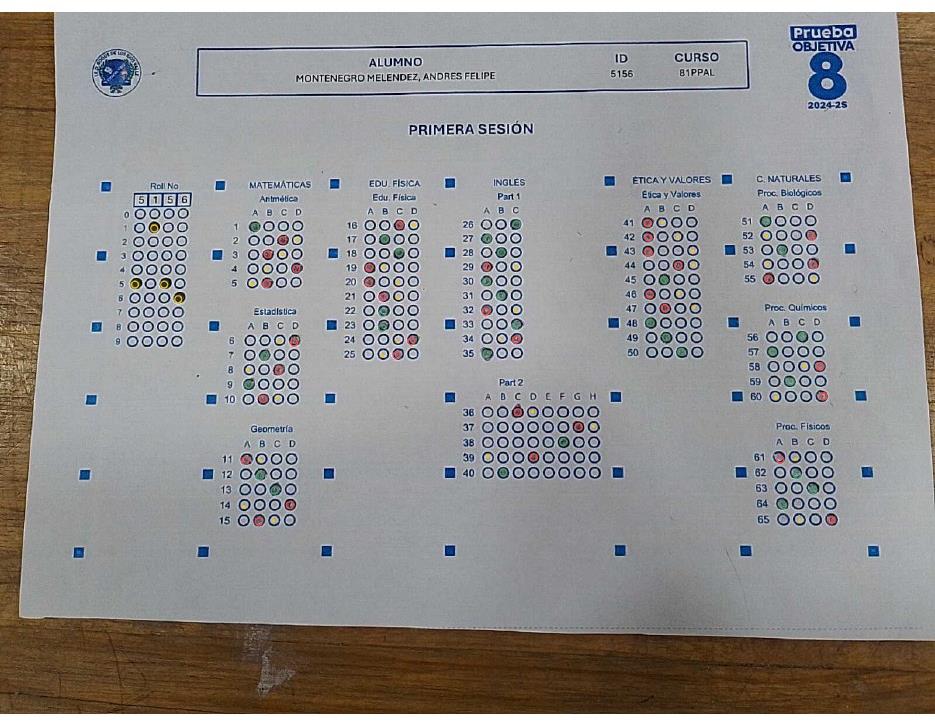 Prueba
OBJETIVA
8
2024-2S
ALUMNO ID CURSO
MONTENEGRO MELENDEZ, ANDRES FELIPE 5156 81PPAL
PRIMERA SESIÓN
Roll No
5 1 5 6
0
1
2
3
4
5
6
7
8
9
MATEMÁTICAS
Aritmética
A B C D
1
2
3
4
5
Estadística
A B C D
6
7
8
9
10
Geometría
A B C D
11
12
13
14
15
EDU. FÍSICA
Edu. Física
A B C D
16
17
18
19
20
21
22
23
24
25
INGLÉS
Part 1
A B C
26
27
28
29
30
31
32
33
34
35
Part 2
A B C D E F G H
36
37
38
39
40
ÉTICA Y VALORES
Ética y Valores
A B C D
41
42
43
44
45
46
47
48
49
50
C. NATURALES
Proc. Biológicos
A B C D
51
52
53
54
55
Proc. Químicos
A B C D
56
57
58
59
60
Proc. Físicos
A B C D
61
62
63
64
65